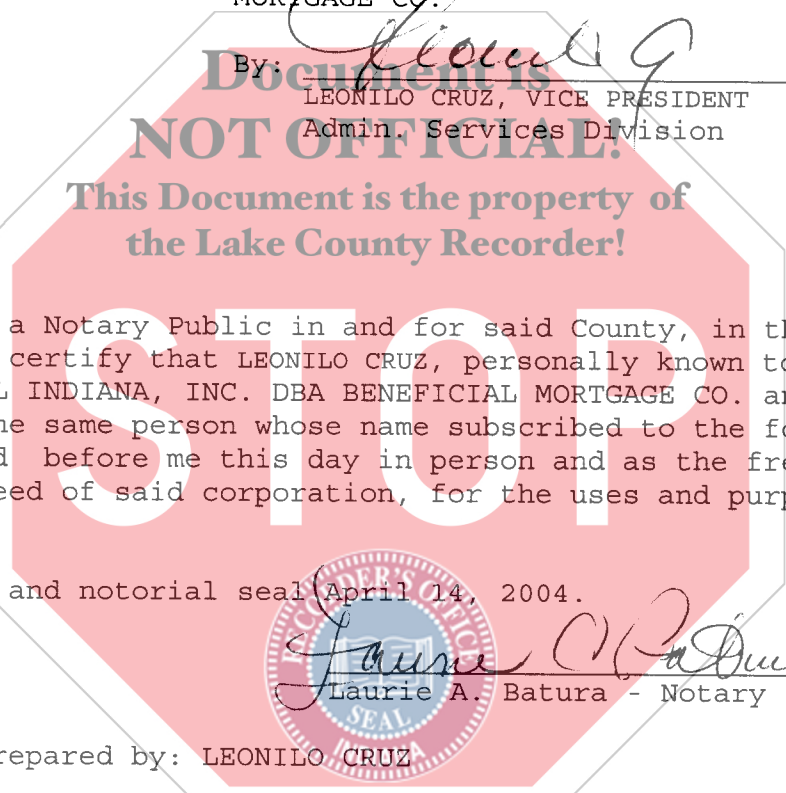 MORTGAGE CO.
By:
LEONILO CRUZ, VICE PRESIDENT
Admin. Services Division
Document is
NOT OFFICIAL!
This Document is the property of
the Lake County Recorder!
STOP
a Notary Public in and for said County, in th
certify that LEONILO CRUZ, personally known to
L INDIANA, INC. DBA BENEFICIAL MORTGAGE CO. an
he same person whose name subscribed to the fo
d before me this day in person and as the fre
eed of said corporation, for the uses and purp
and notorial seal April 14, 2004.
RECORDER'S OFFICE
SEAL
INDIANA
Laurie A. Batura - Notary
repared by: LEONILO CRUZ